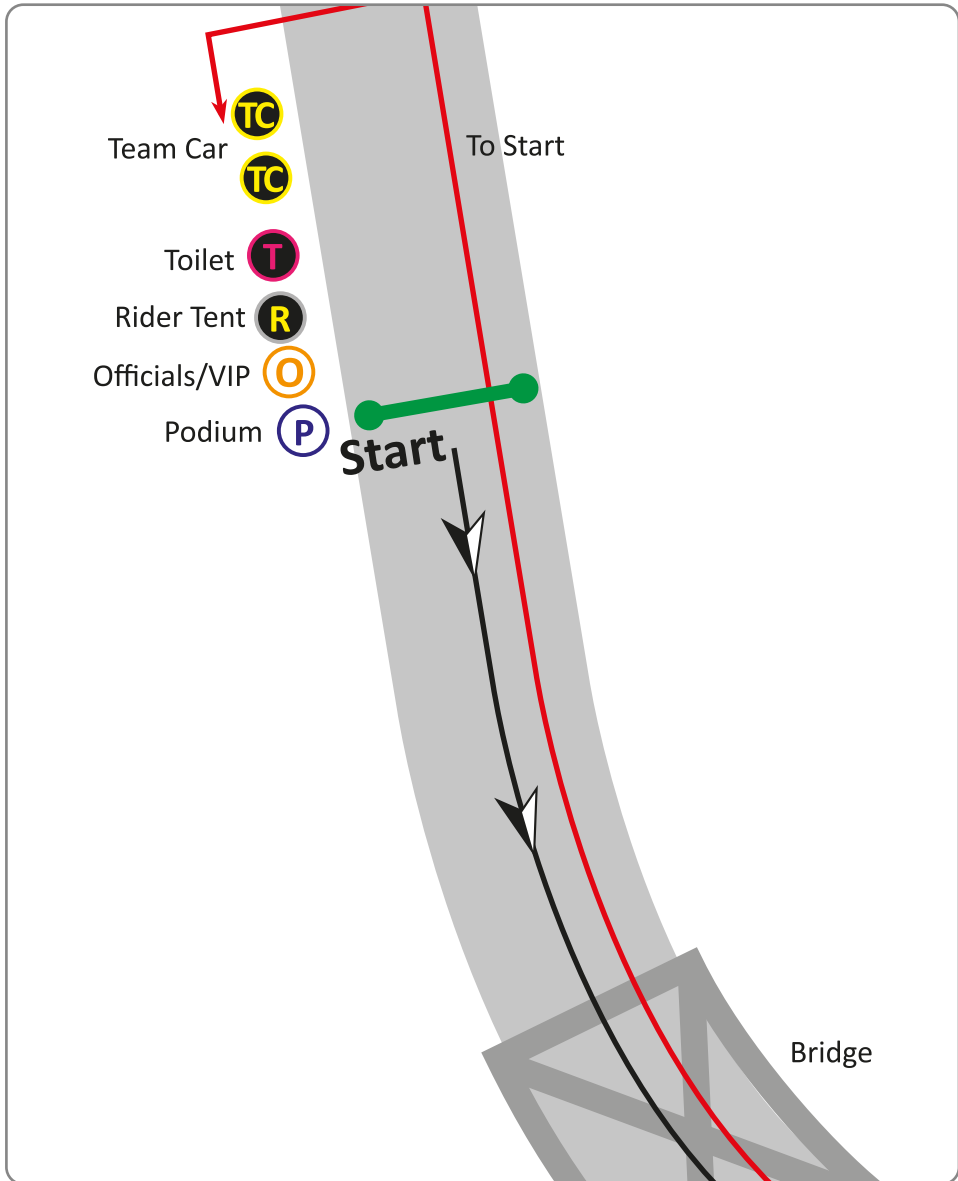 TC
Team Car
To Start
TC
Toilet T
Rider Tent R
Officials/VIP O
Podium P
Start
Bridge